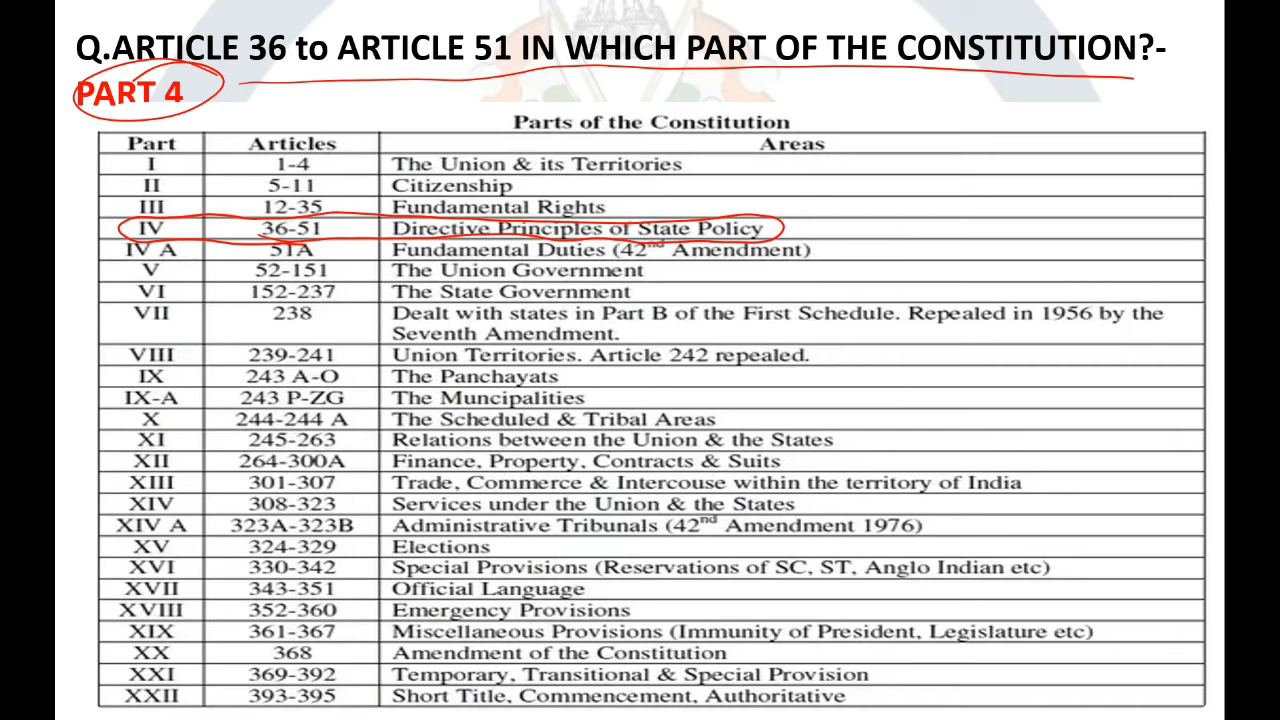 Q.ARTICLE 36 to ARTICLE 51 IN WHICH PART OF THE CONSTITUTION?-
PART 4
Parts of the Constitution
Part Articles Areas
I 1-4 The Union & its Territories
II 5-11 Citizenship
III 12-35 Fundamental Rights
IV 36-51 Directive Principles of State Policy
IV A 51A Fundamental Duties (42nd Amendment)
V 52-151 The Union Government
VI 152-237 The State Government
VII 238 Dealt with states in Part B of the First Schedule. Repealed in 1956 by the
Seventh Amendment.
VIII 239-241 Union Territories. Article 242 repealed.
IX 243 A-O The Panchayats
IX-A 243 P-ZG The Muncipalities
X 244-244 A The Scheduled & Tribal Areas
XI 245-263 Relations between the Union & the States
XII 264-300A Finance, Property, Contracts & Suits
XIII 301-307 Trade, Commerce & Intercouse within the territory of India
XIV 308-323 Services under the Union & the States
XIV A 323A-323B Administrative Tribunals (42nd Amendment 1976)
XV 324-329 Elections
XVI 330-342 Special Provisions (Reservations of SC, ST, Anglo Indian etc)
XVII 343-351 Official Language
XVIII 352-360 Emergency Provisions
XIX 361-367 Miscellaneous Provisions (Immunity of President, Legislature etc)
XX 368 Amendment of the Constitution
XXI 369-392 Temporary, Transitional & Special Provision
XXII 393-395 Short Title, Commencement, Authoritative